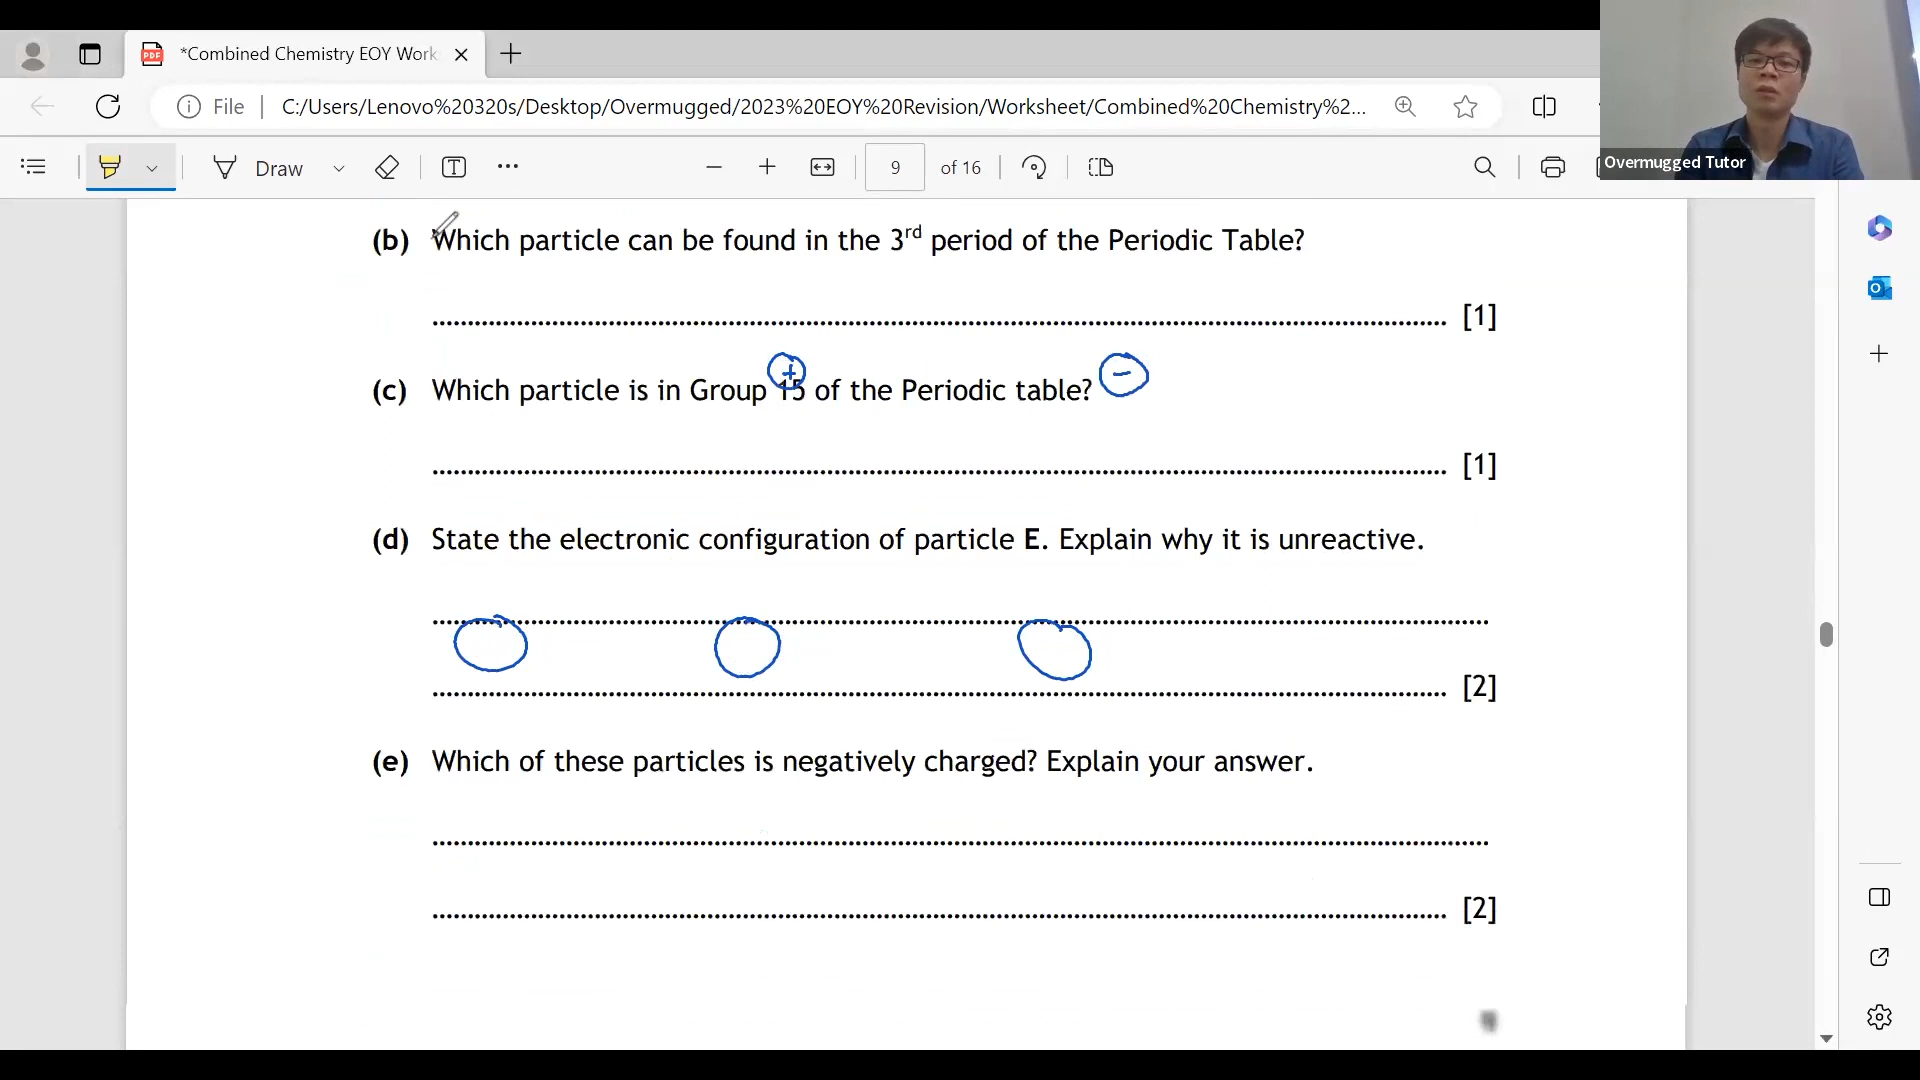 *Combined Chemistry EOY Work
File
C:/Users/Lenovo%20320s/Desktop/Overmugged/2023%20EOY%20Revision/Worksheet/Combined%20Chemistry%2...
Draw
9 of 16
Overmugged Tutor
(b) Which particle can be found in the 3rd period of the Periodic Table?
[1]
+ −
(c) Which particle is in Group 15 of the Periodic table?
[1]
(d) State the electronic configuration of particle E. Explain why it is unreactive.
[2]
(e) Which of these particles is negatively charged? Explain your answer.
[2]